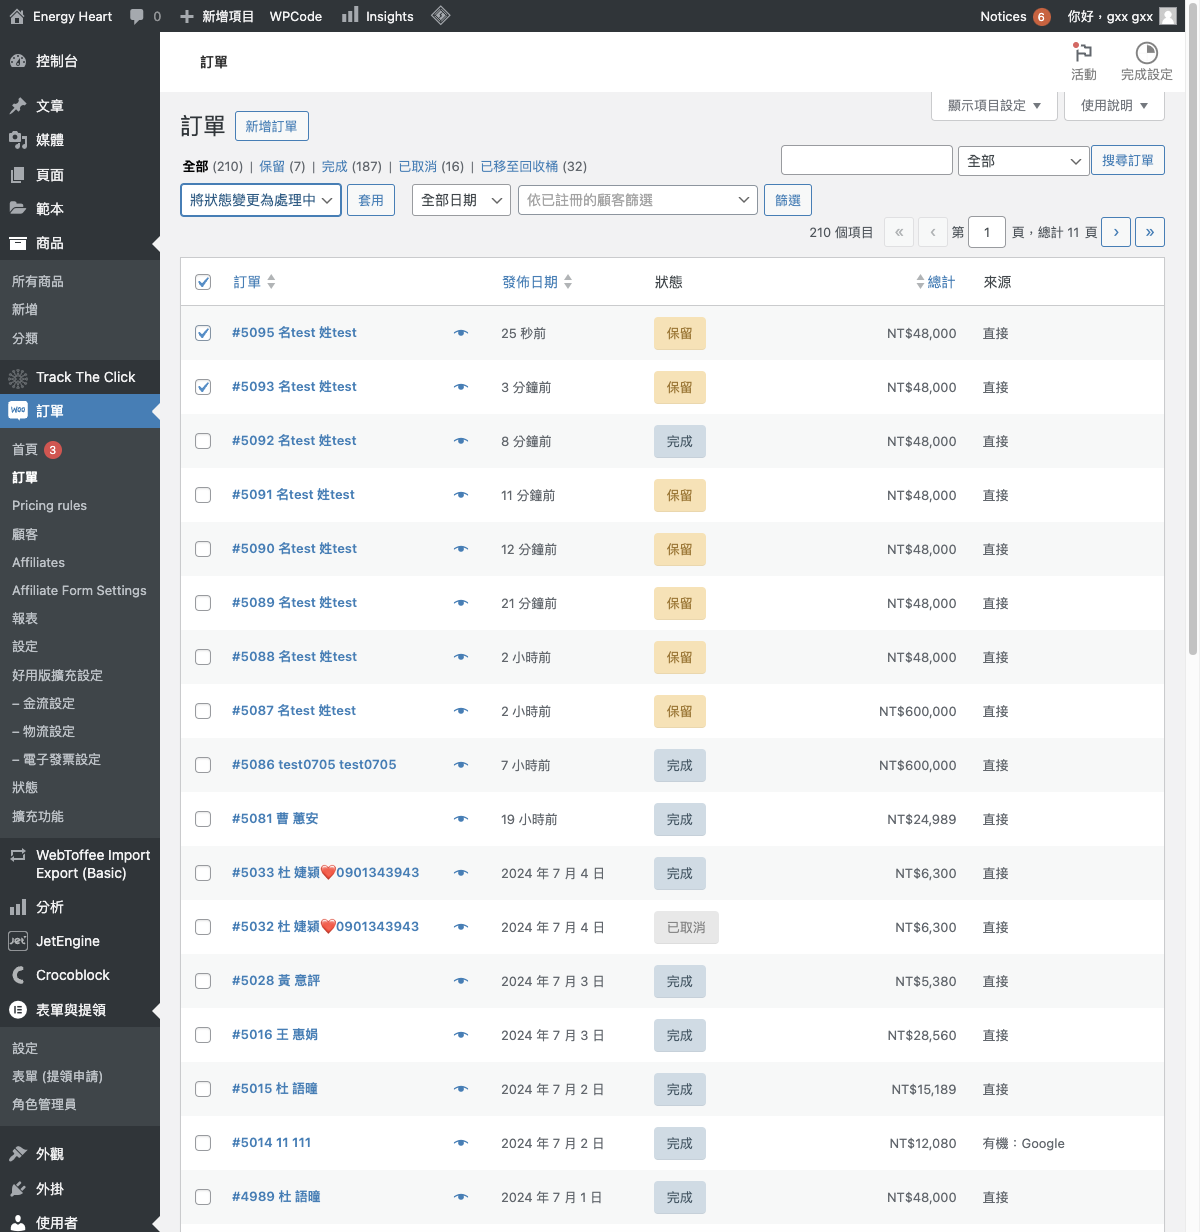 Energy Heart 0 新增項目 WPCode Insights Notices 6 你好，gxx gxx
控制台
文章
媒體
頁面
範本
商品
所有商品
新增
分類
Track The Click
訂單
首頁 3
訂單
Pricing rules
顧客
Affiliates
Affiliate Form Settings
報表
設定
好用版擴充設定
– 金流設定
– 物流設定
– 電子發票設定
狀態
擴充功能
WebToffee Import
Export (Basic)
分析
Jet JetEngine
Crocoblock
表單與提領
設定
表單 (提領申請)
角色管理員
外觀
外掛
使用者
訂單
活動 完成設定
顯示項目設定 ▼ 使用說明 ▼
訂單 新增訂單
全部 (210) | 保留 (7) | 完成 (187) | 已取消 (16) | 已移至回收桶 (32)
全部 搜尋訂單
將狀態變更為處理中 套用 全部日期 依已註冊的顧客篩選 篩選
210 個項目 « ‹ 第 1 頁，總計 11 頁 › »
訂單 發佈日期 狀態 總計 來源
#5095 名test 姓test 25 秒前 保留 NT$48,000 直接
#5093 名test 姓test 3 分鐘前 保留 NT$48,000 直接
#5092 名test 姓test 8 分鐘前 完成 NT$48,000 直接
#5091 名test 姓test 11 分鐘前 保留 NT$48,000 直接
#5090 名test 姓test 12 分鐘前 保留 NT$48,000 直接
#5089 名test 姓test 21 分鐘前 保留 NT$48,000 直接
#5088 名test 姓test 2 小時前 保留 NT$48,000 直接
#5087 名test 姓test 2 小時前 保留 NT$600,000 直接
#5086 test0705 test0705 7 小時前 完成 NT$600,000 直接
#5081 曹 蕙安 19 小時前 完成 NT$24,989 直接
#5033 杜 婕潁❤️0901343943 2024 年 7 月 4 日 完成 NT$6,300 直接
#5032 杜 婕潁❤️0901343943 2024 年 7 月 4 日 已取消 NT$6,300 直接
#5028 黃 意評 2024 年 7 月 3 日 完成 NT$5,380 直接
#5016 王 惠娟 2024 年 7 月 3 日 完成 NT$28,560 直接
#5015 杜 語瞳 2024 年 7 月 2 日 完成 NT$15,189 直接
#5014 11 111 2024 年 7 月 2 日 完成 NT$12,080 有機：Google
#4989 杜 語瞳 2024 年 7 月 1 日 完成 NT$48,000 直接